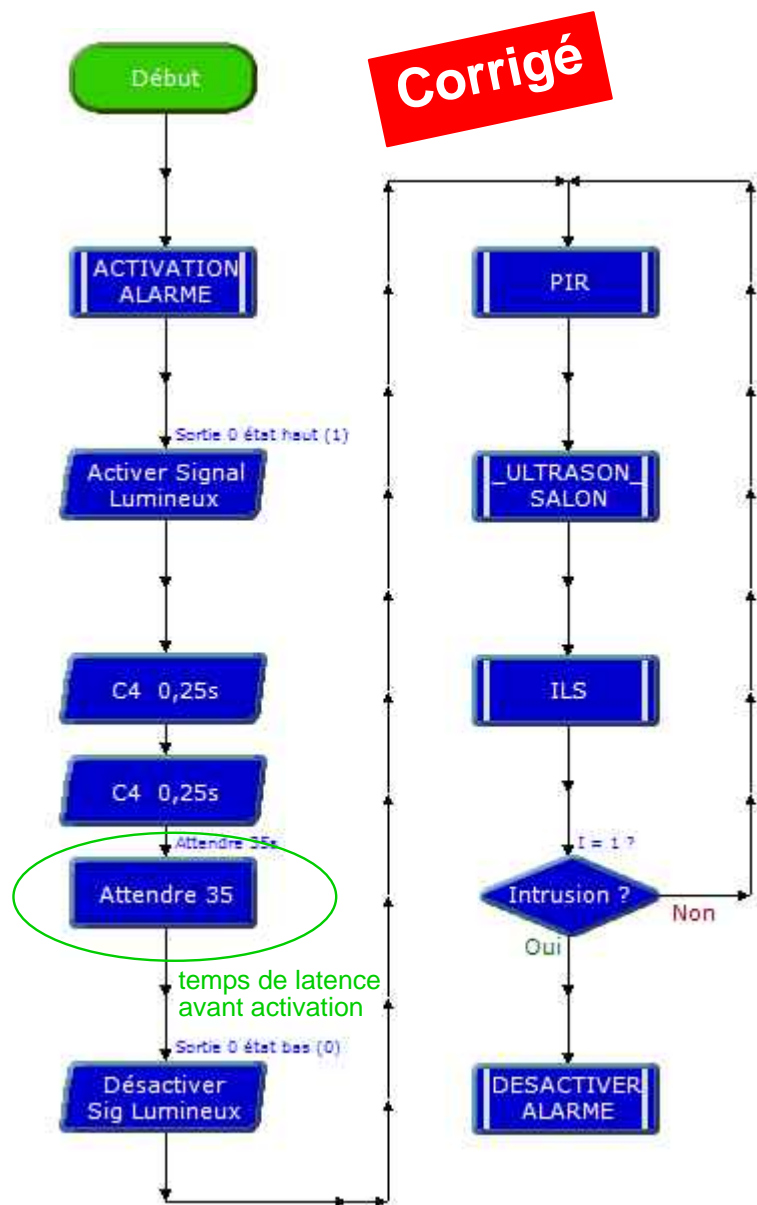 Corrigé
Début
ACTIVATION
ALARME
Sortie 0 état haut (1)
Activer Signal
Lumineux
C4 0,25s
C4 0,25s
Attendre 35s
Attendre 35
temps de latence
avant activation
Sortie 0 état bas (0)
Désactiver
Sig Lumineux
PIR
_ULTRASON_
SALON
ILS
I = 1 ?
Intrusion ?
Non
Oui
DESACTIVER
ALARME